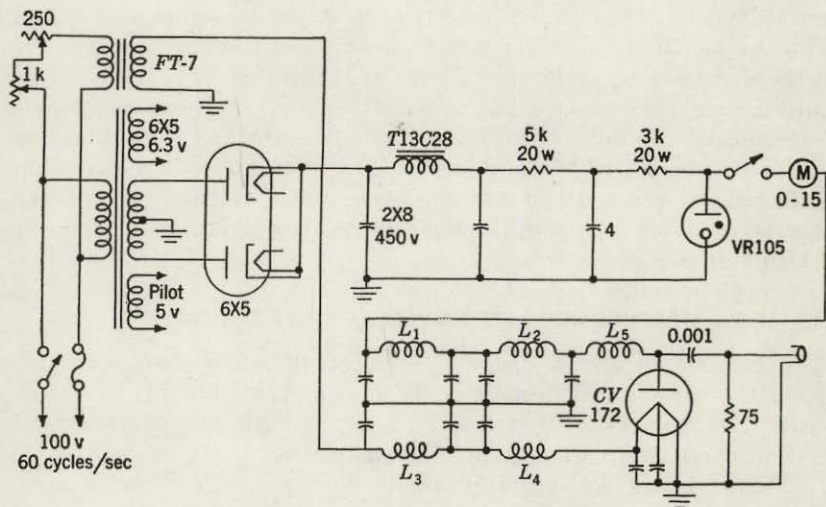 250
1 k
FT-7
6X5
6.3 v
Pilot
5 v
6X5
100 v
60 cycles/sec
T13C28
2X8
450 v
5 k
20 w
4
3 k
20 w
M
0 - 15
VR105
L1
L2
L5
0.001
CV
172
75
L3
L4